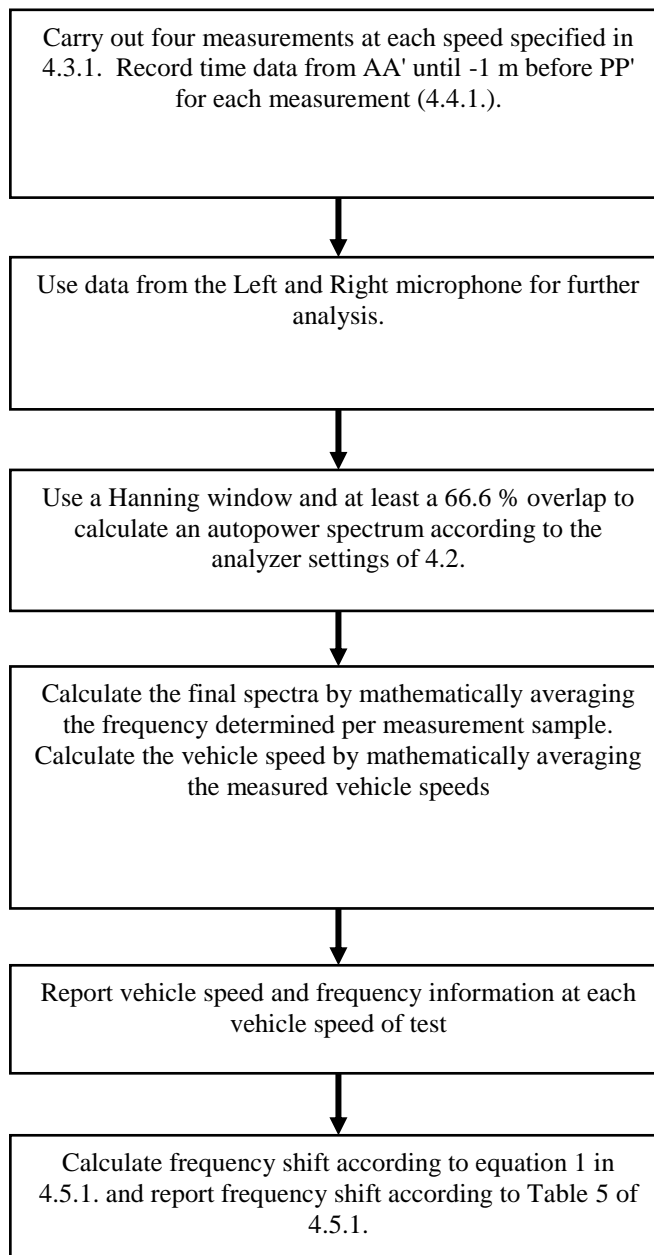 Carry out four measurements at each speed specified in
4.3.1.  Record time data from AA' until -1 m before PP'
for each measurement (4.4.1.).
Use data from the Left and Right microphone for further
analysis.
Use a Hanning window and at least a 66.6 % overlap to
calculate an autopower spectrum according to the
analyzer settings of 4.2.
Calculate the final spectra by mathematically averaging
the frequency determined per measurement sample.
Calculate the vehicle speed by mathematically averaging
the measured vehicle speeds
Report vehicle speed and frequency information at each
vehicle speed of test
Calculate frequency shift according to equation 1 in
4.5.1. and report frequency shift according to Table 5 of
4.5.1.